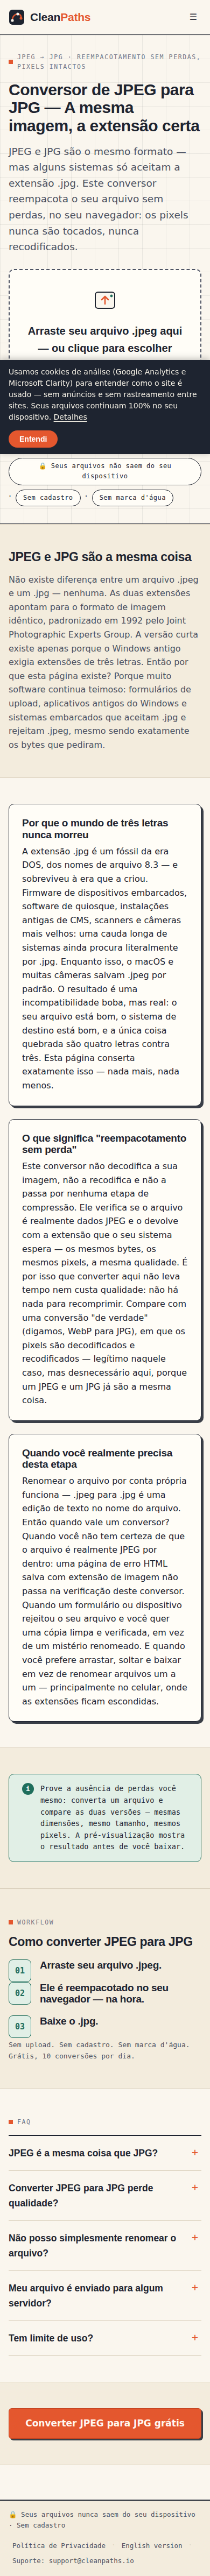 CleanPaths
☰
JPEG → JPG · REEMPACOTAMENTO SEM PERDAS,
PIXELS INTACTOS
Conversor de JPEG para
JPG — A mesma
imagem, a extensão certa
JPEG e JPG são o mesmo formato —
mas alguns sistemas só aceitam a
extensão .jpg. Este conversor
reempacota o seu arquivo sem
perdas, no seu navegador: os pixels
nunca são tocados, nunca
recodificados.
Arraste seu arquivo .jpeg aqui
— ou clique para escolher
Usamos cookies de análise (Google Analytics e
Microsoft Clarity) para entender como o site é
usado — sem anúncios e sem rastreamento entre
sites. Seus arquivos continuam 100% no seu
dispositivo. Detalhes
Entendi
🔒 Seus arquivos não saem do seu
dispositivo
· Sem cadastro · Sem marca d'água
JPEG e JPG são a mesma coisa
Não existe diferença entre um arquivo .jpeg
e um .jpg — nenhuma. As duas extensões
apontam para o formato de imagem
idêntico, padronizado em 1992 pelo Joint
Photographic Experts Group. A versão curta
existe apenas porque o Windows antigo
exigia extensões de três letras. Então por
que esta página existe? Porque muito
software continua teimoso: formulários de
upload, aplicativos antigos do Windows e
sistemas embarcados que aceitam .jpg e
rejeitam .jpeg, mesmo sendo exatamente
os bytes que pediram.
Por que o mundo de três letras
nunca morreu
A extensão .jpg é um fóssil da era
DOS, dos nomes de arquivo 8.3 — e
sobreviveu à era que a criou.
Firmware de dispositivos embarcados,
software de quiosque, instalações
antigas de CMS, scanners e câmeras
mais velhos: uma cauda longa de
sistemas ainda procura literalmente
por .jpg. Enquanto isso, o macOS e
muitas câmeras salvam .jpeg por
padrão. O resultado é uma
incompatibilidade boba, mas real: o
seu arquivo está bom, o sistema de
destino está bom, e a única coisa
quebrada são quatro letras contra
três. Esta página conserta
exatamente isso — nada mais, nada
menos.
O que significa "reempacotamento
sem perda"
Este conversor não decodifica a sua
imagem, não a recodifica e não a
passa por nenhuma etapa de
compressão. Ele verifica se o arquivo
é realmente dados JPEG e o devolve
com a extensão que o seu sistema
espera — os mesmos bytes, os
mesmos pixels, a mesma qualidade. É
por isso que converter aqui não leva
tempo nem custa qualidade: não há
nada para recomprimir. Compare com
uma conversão "de verdade"
(digamos, WebP para JPG), em que os
pixels são decodificados e
recodificados — legítimo naquele
caso, mas desnecessário aqui, porque
um JPEG e um JPG já são a mesma
coisa.
Quando você realmente precisa
desta etapa
Renomear o arquivo por conta própria
funciona — .jpeg para .jpg é uma
edição de texto no nome do arquivo.
Então quando vale um conversor?
Quando você não tem certeza de que
o arquivo é realmente JPEG por
dentro: uma página de erro HTML
salva com extensão de imagem não
passa na verificação deste conversor.
Quando um formulário ou dispositivo
rejeitou o seu arquivo e você quer
uma cópia limpa e verificada, em vez
de um mistério renomeado. E quando
você prefere arrastar, soltar e baixar
em vez de renomear arquivos um a
um — principalmente no celular, onde
as extensões ficam escondidas.
i
Prove a ausência de perdas você
mesmo: converta um arquivo e
compare as duas versões — mesmas
dimensões, mesmo tamanho, mesmos
pixels. A pré-visualização mostra
o resultado antes de você baixar.
WORKFLOW
Como converter JPEG para JPG
01 Arraste seu arquivo .jpeg.
02 Ele é reempacotado no seu
navegador — na hora.
03 Baixe o .jpg.
Sem upload. Sem cadastro. Sem marca d'água.
Grátis, 10 conversões por dia.
FAQ
JPEG é a mesma coisa que JPG? +
Converter JPEG para JPG perde +
qualidade?
Não posso simplesmente renomear o +
arquivo?
Meu arquivo é enviado para algum +
servidor?
Tem limite de uso? +
Converter JPEG para JPG grátis
🔒 Seus arquivos nunca saem do seu dispositivo
· Sem cadastro
Política de Privacidade English version
Suporte: support@cleanpaths.io